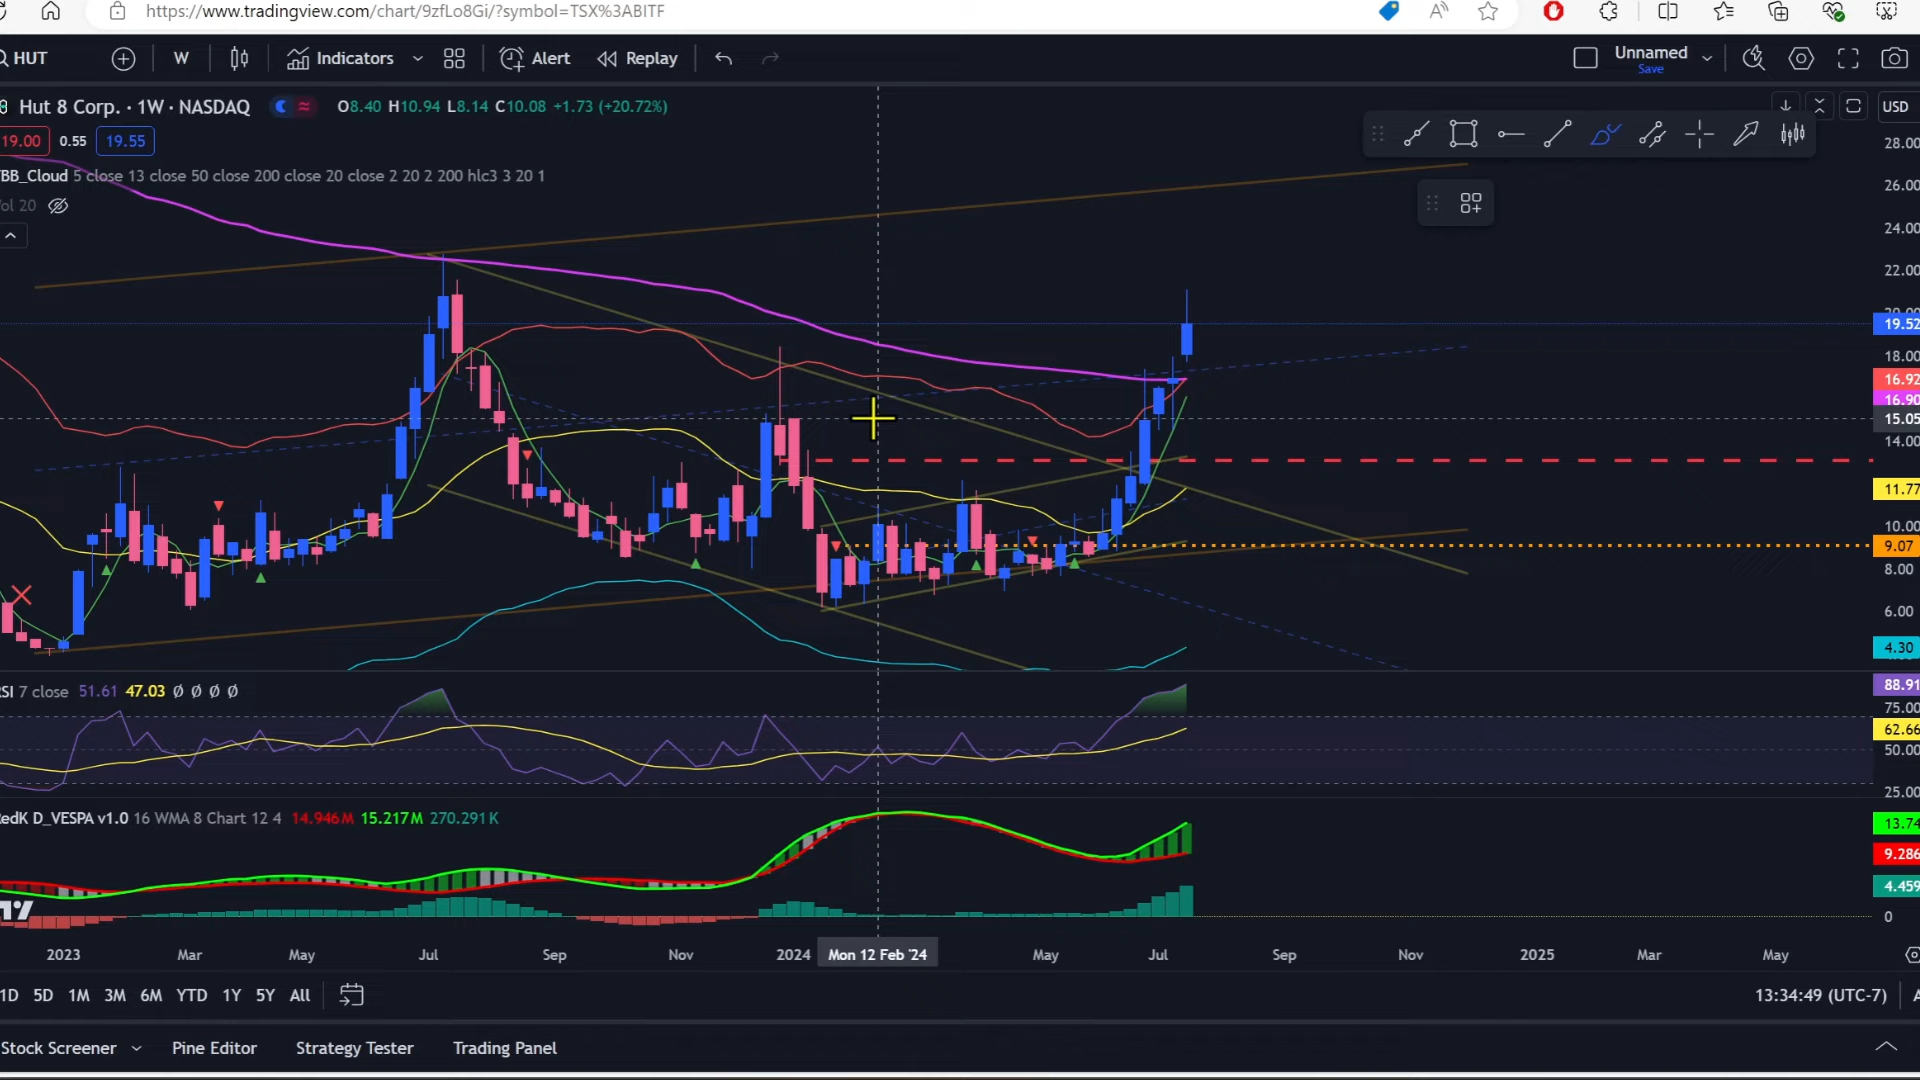 https://www.tradingview.com/chart/9zfLo8Gi/?symbol=TSX%3ABITF
HUT W Indicators Alert Replay Unnamed
Save
Hut 8 Corp. · 1W · NASDAQ O8.40 H10.94 L8.14 C10.08 +1.73 (+20.72%) USD
19.00 0.55 19.55
BB_Cloud 5 close 13 close 50 close 200 close 20 close 2 20 2 200 hlc3 3 20 1
ol 20
28.00
26.00
24.00
22.00
20.00
19.52
18.00
16.92
16.90
15.05
14.00
11.77
10.00
9.07
8.00
6.00
4.30
SI 7 close 51.61 47.03 Ø Ø Ø Ø
88.91
75.00
62.66
50.00
25.00
edK D_VESPA v1.0 16 WMA 8 Chart 12 4 14.946M 15.217M 270.291K
13.74
9.286
4.459
0
2023 Mar May Jul Sep Nov 2024 Mon 12 Feb '24 May Jul Sep Nov 2025 Mar May
1D 5D 1M 3M 6M YTD 1Y 5Y All 13:34:49 (UTC-7) A
Stock Screener Pine Editor Strategy Tester Trading Panel